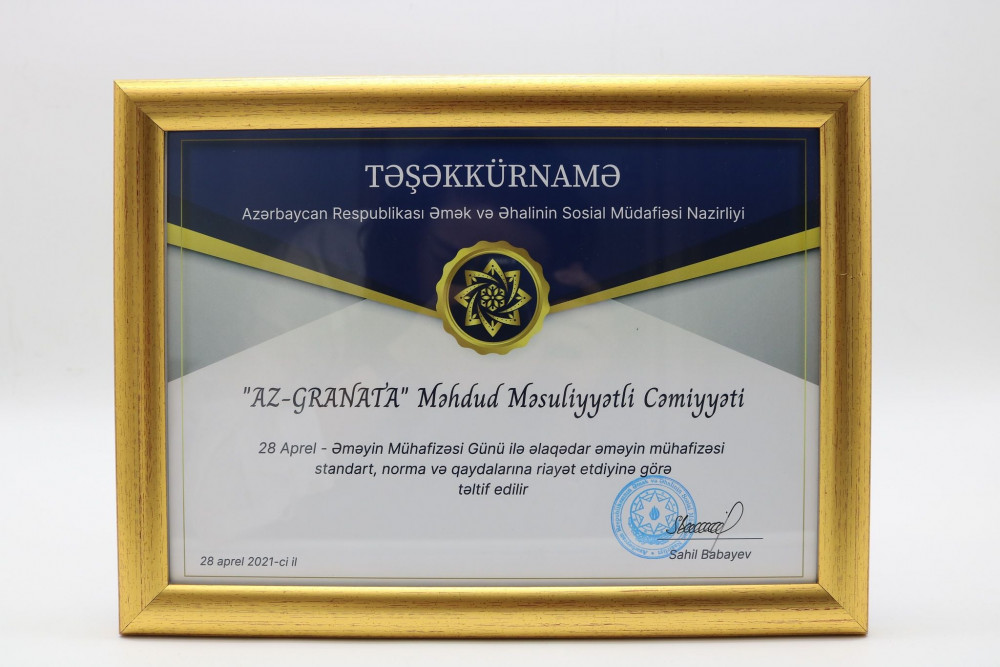 TƏŞƏKKÜRNAMƏ
Azərbaycan Respublikası Əmək və Əhalinin Sosial Müdafiəsi Nazirliyi
"AZ-GRANATA" Məhdud Məsuliyyətli Cəmiyyəti
28 Aprel - Əməyin Mühafizəsi Günü ilə əlaqədar əməyin mühafizəsi
standart, norma və qaydalarına riayət etdiyinə görə
təltif edilir
Sahil Babayev
28 aprel 2021-ci il